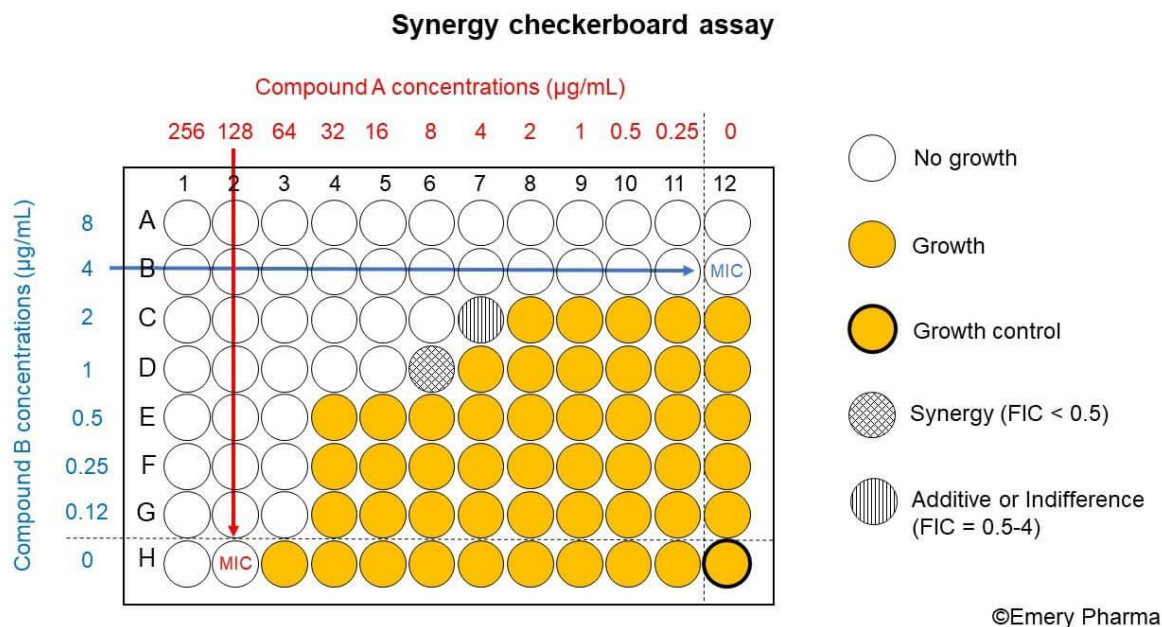 Synergy checkerboard assay
Compound A concentrations (µg/mL)
256 128 64 32 16 8 4 2 1 0.5 0.25 0
1 2 3 4 5 6 7 8 9 10 11 12
Compound B concentrations (µg/mL)
8 A
4 B MIC
2 C
1 D
0.5 E
0.25 F
0.12 G
0 H MIC
No growth
Growth
Growth control
Synergy (FIC < 0.5)
Additive or Indifference
(FIC = 0.5-4)
©Emery Pharma